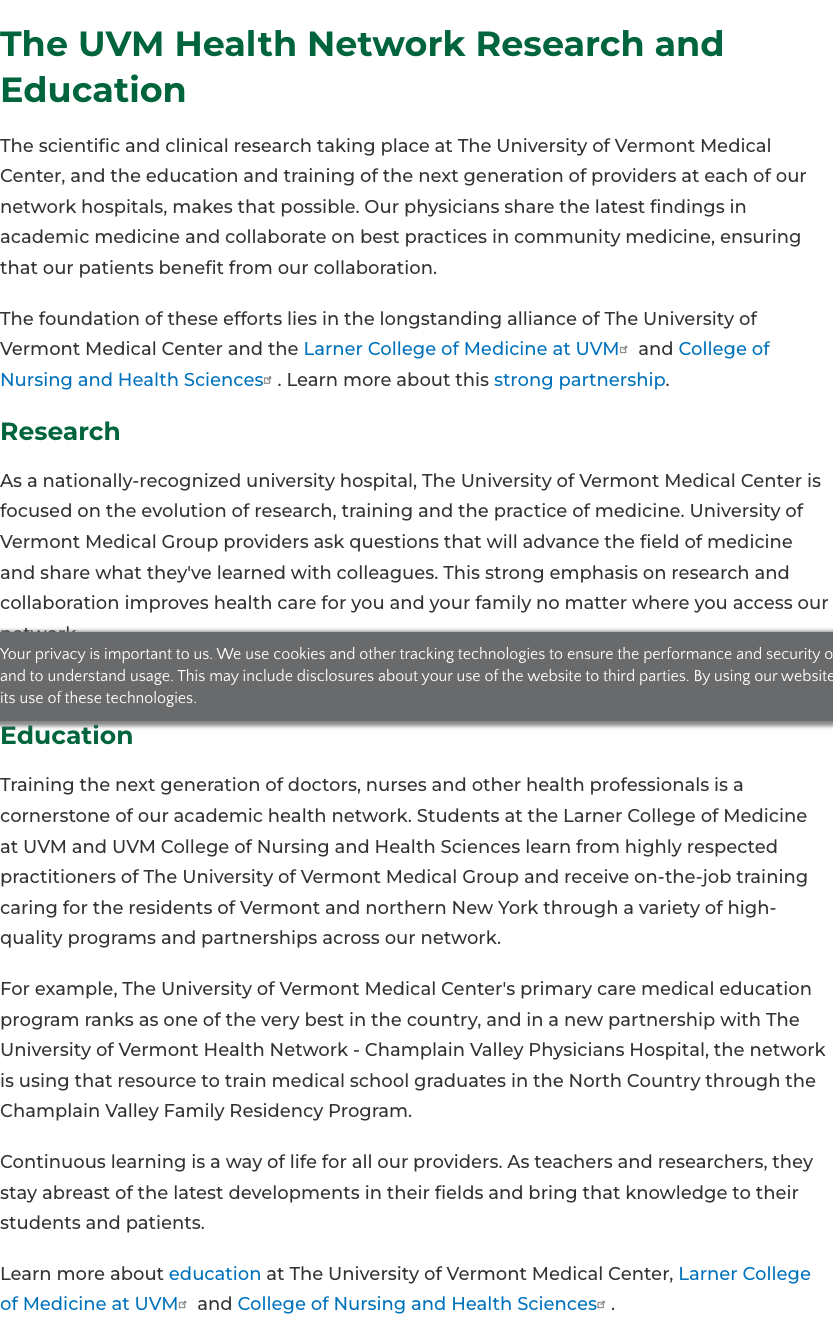 The UVM Health Network Research and
Education
The scientific and clinical research taking place at The University of Vermont Medical
Center, and the education and training of the next generation of providers at each of our
network hospitals, makes that possible. Our physicians share the latest findings in
academic medicine and collaborate on best practices in community medicine, ensuring
that our patients benefit from our collaboration.
The foundation of these efforts lies in the longstanding alliance of The University of
Vermont Medical Center and the Larner College of Medicine at UVM and College of
Nursing and Health Sciences . Learn more about this strong partnership.
Research
As a nationally-recognized university hospital, The University of Vermont Medical Center is
focused on the evolution of research, training and the practice of medicine. University of
Vermont Medical Group providers ask questions that will advance the field of medicine
and share what they've learned with colleagues. This strong emphasis on research and
collaboration improves health care for you and your family no matter where you access our
Your privacy is important to us. We use cookies and other tracking technologies to ensure the performance and security o
and to understand usage. This may include disclosures about your use of the website to third parties. By using our website
its use of these technologies.
Education
Training the next generation of doctors, nurses and other health professionals is a
cornerstone of our academic health network. Students at the Larner College of Medicine
at UVM and UVM College of Nursing and Health Sciences learn from highly respected
practitioners of The University of Vermont Medical Group and receive on-the-job training
caring for the residents of Vermont and northern New York through a variety of high-
quality programs and partnerships across our network.
For example, The University of Vermont Medical Center's primary care medical education
program ranks as one of the very best in the country, and in a new partnership with The
University of Vermont Health Network - Champlain Valley Physicians Hospital, the network
is using that resource to train medical school graduates in the North Country through the
Champlain Valley Family Residency Program.
Continuous learning is a way of life for all our providers. As teachers and researchers, they
stay abreast of the latest developments in their fields and bring that knowledge to their
students and patients.
Learn more about education at The University of Vermont Medical Center, Larner College
of Medicine at UVM and College of Nursing and Health Sciences .